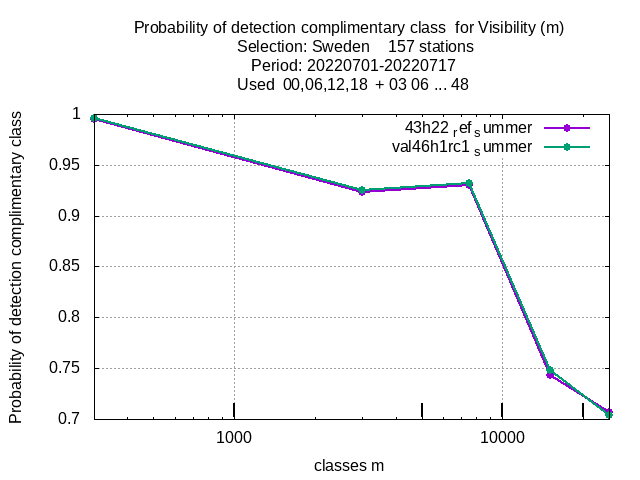 Probability of detection complimentary class  for Visibility (m)
Selection: Sweden    157 stations
Period: 20220701-20220717
Used  00,06,12,18  + 03 06 ... 48
Probability of detection complimentary class
1
0.95
0.9
0.85
0.8
0.75
0.7
43h22 ref summer
val46h1rc1 summer
1000
10000
classes m